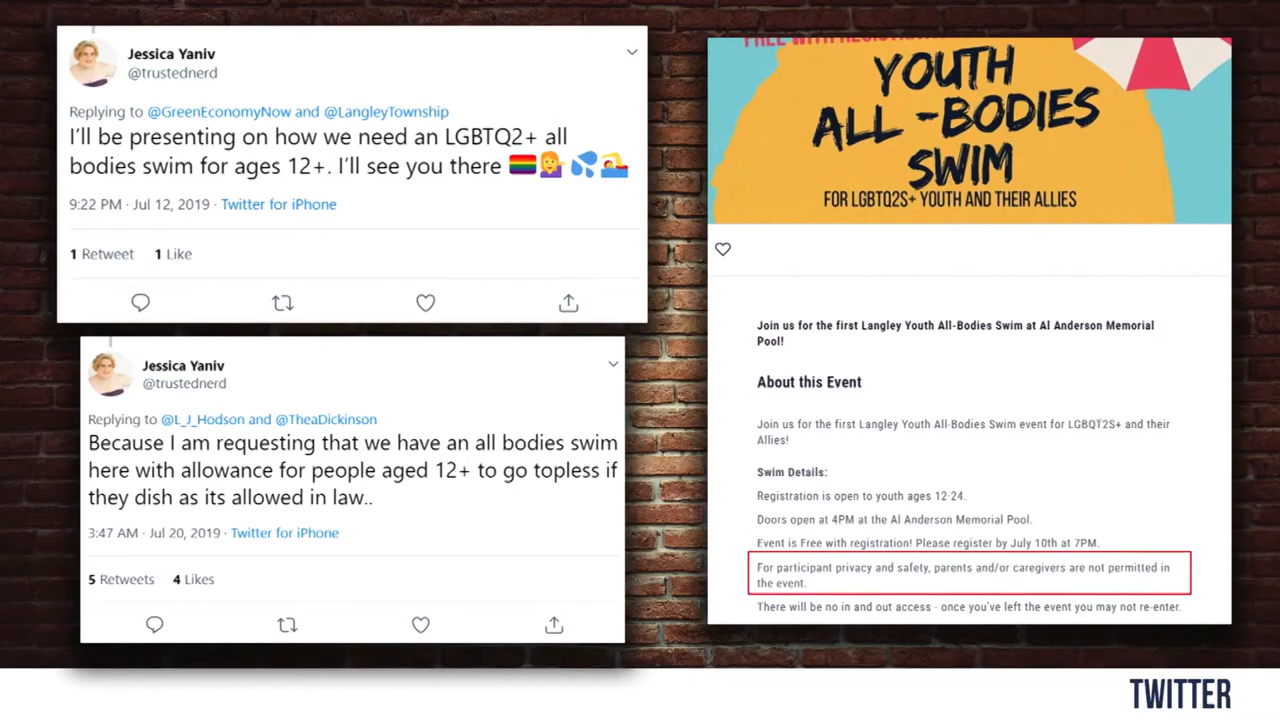 Jessica Yaniv
@trustednerd
Replying to @GreenEconomyNow and @LangleyTownship
I'll be presenting on how we need an LGBTQ2+ all
bodies swim for ages 12+. I'll see you there 🏳️‍🌈💁‍♀️💦🏊‍♀️
9:22 PM · Jul 12, 2019 · Twitter for iPhone
1 Retweet 1 Like
Jessica Yaniv
@trustednerd
Replying to @L_J_Hodson and @TheaDickinson
Because I am requesting that we have an all bodies swim
here with allowance for people aged 12+ to go topless if
they dish as its allowed in law..
3:47 AM · Jul 20, 2019 · Twitter for iPhone
5 Retweets 4 Likes
FREE WITH REGISTRATION
YOUTH
ALL-BODIES
SWIM
FOR LGBTQ2S+ YOUTH AND THEIR ALLIES
Join us for the first Langley Youth All-Bodies Swim at Al Anderson Memorial
Pool!
About this Event
Join us for the first Langley Youth All-Bodies Swim event for LGBQT2S+ and their
Allies!
Swim Details:
Registration is open to youth ages 12-24.
Doors open at 4PM at the Al Anderson Memorial Pool.
Event is Free with registration! Please register by July 10th at 7PM.
For participant privacy and safety, parents and/or caregivers are not permitted in
the event.
There will be no in and out access - once you've left the event you may not re-enter.
TWITTER